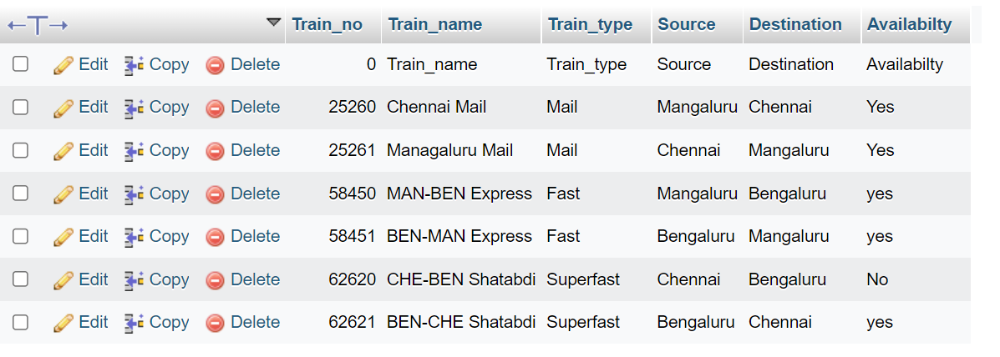 Train_no Train_name Train_type Source Destination Availabilty
Edit Copy Delete 0 Train_name Train_type Source Destination Availabilty
Edit Copy Delete 25260 Chennai Mail Mail Mangaluru Chennai Yes
Edit Copy Delete 25261 Managaluru Mail Mail Chennai Mangaluru Yes
Edit Copy Delete 58450 MAN-BEN Express Fast Mangaluru Bengaluru yes
Edit Copy Delete 58451 BEN-MAN Express Fast Bengaluru Mangaluru yes
Edit Copy Delete 62620 CHE-BEN Shatabdi Superfast Chennai Bengaluru No
Edit Copy Delete 62621 BEN-CHE Shatabdi Superfast Bengaluru Chennai yes